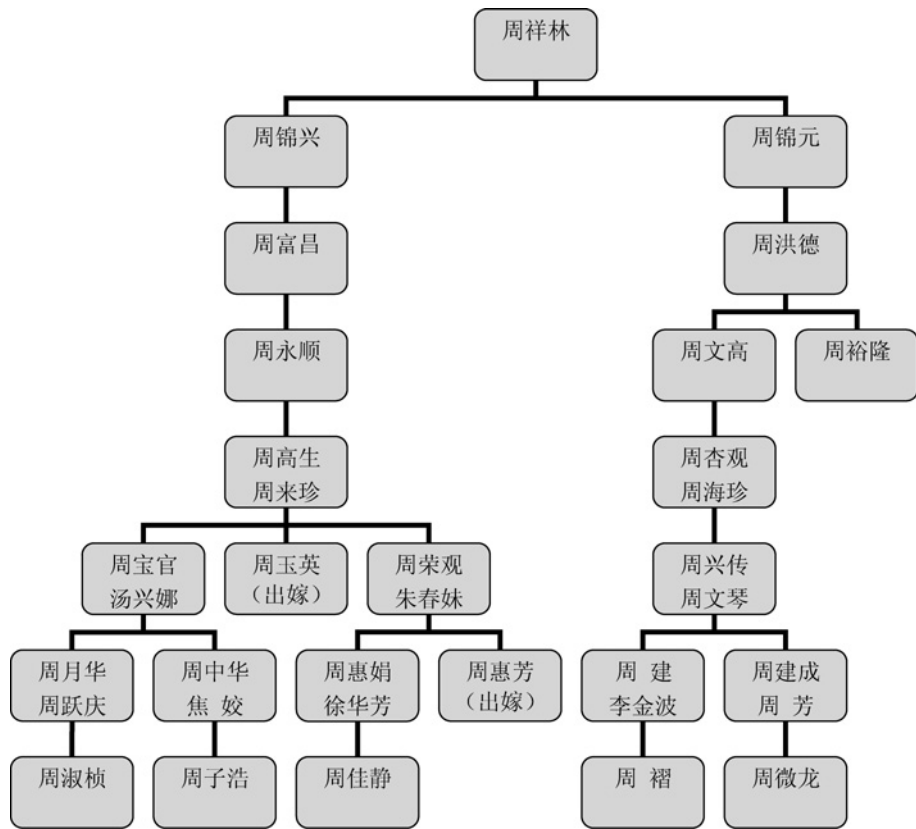 周祥林
周锦兴
周锦元
周富昌
周洪德
周永顺
周文高
周裕隆
周高生
周来珍
周杏观
周海珍
周宝官
汤兴娜
周玉英
（出嫁）
周荣观
朱春妹
周兴传
周文琴
周月华
周跃庆
周中华
焦 姣
周惠娟
徐华芳
周惠芳
（出嫁）
周 建
李金波
周建成
周 芳
周淑桢
周子浩
周佳静
周 褶
周微龙